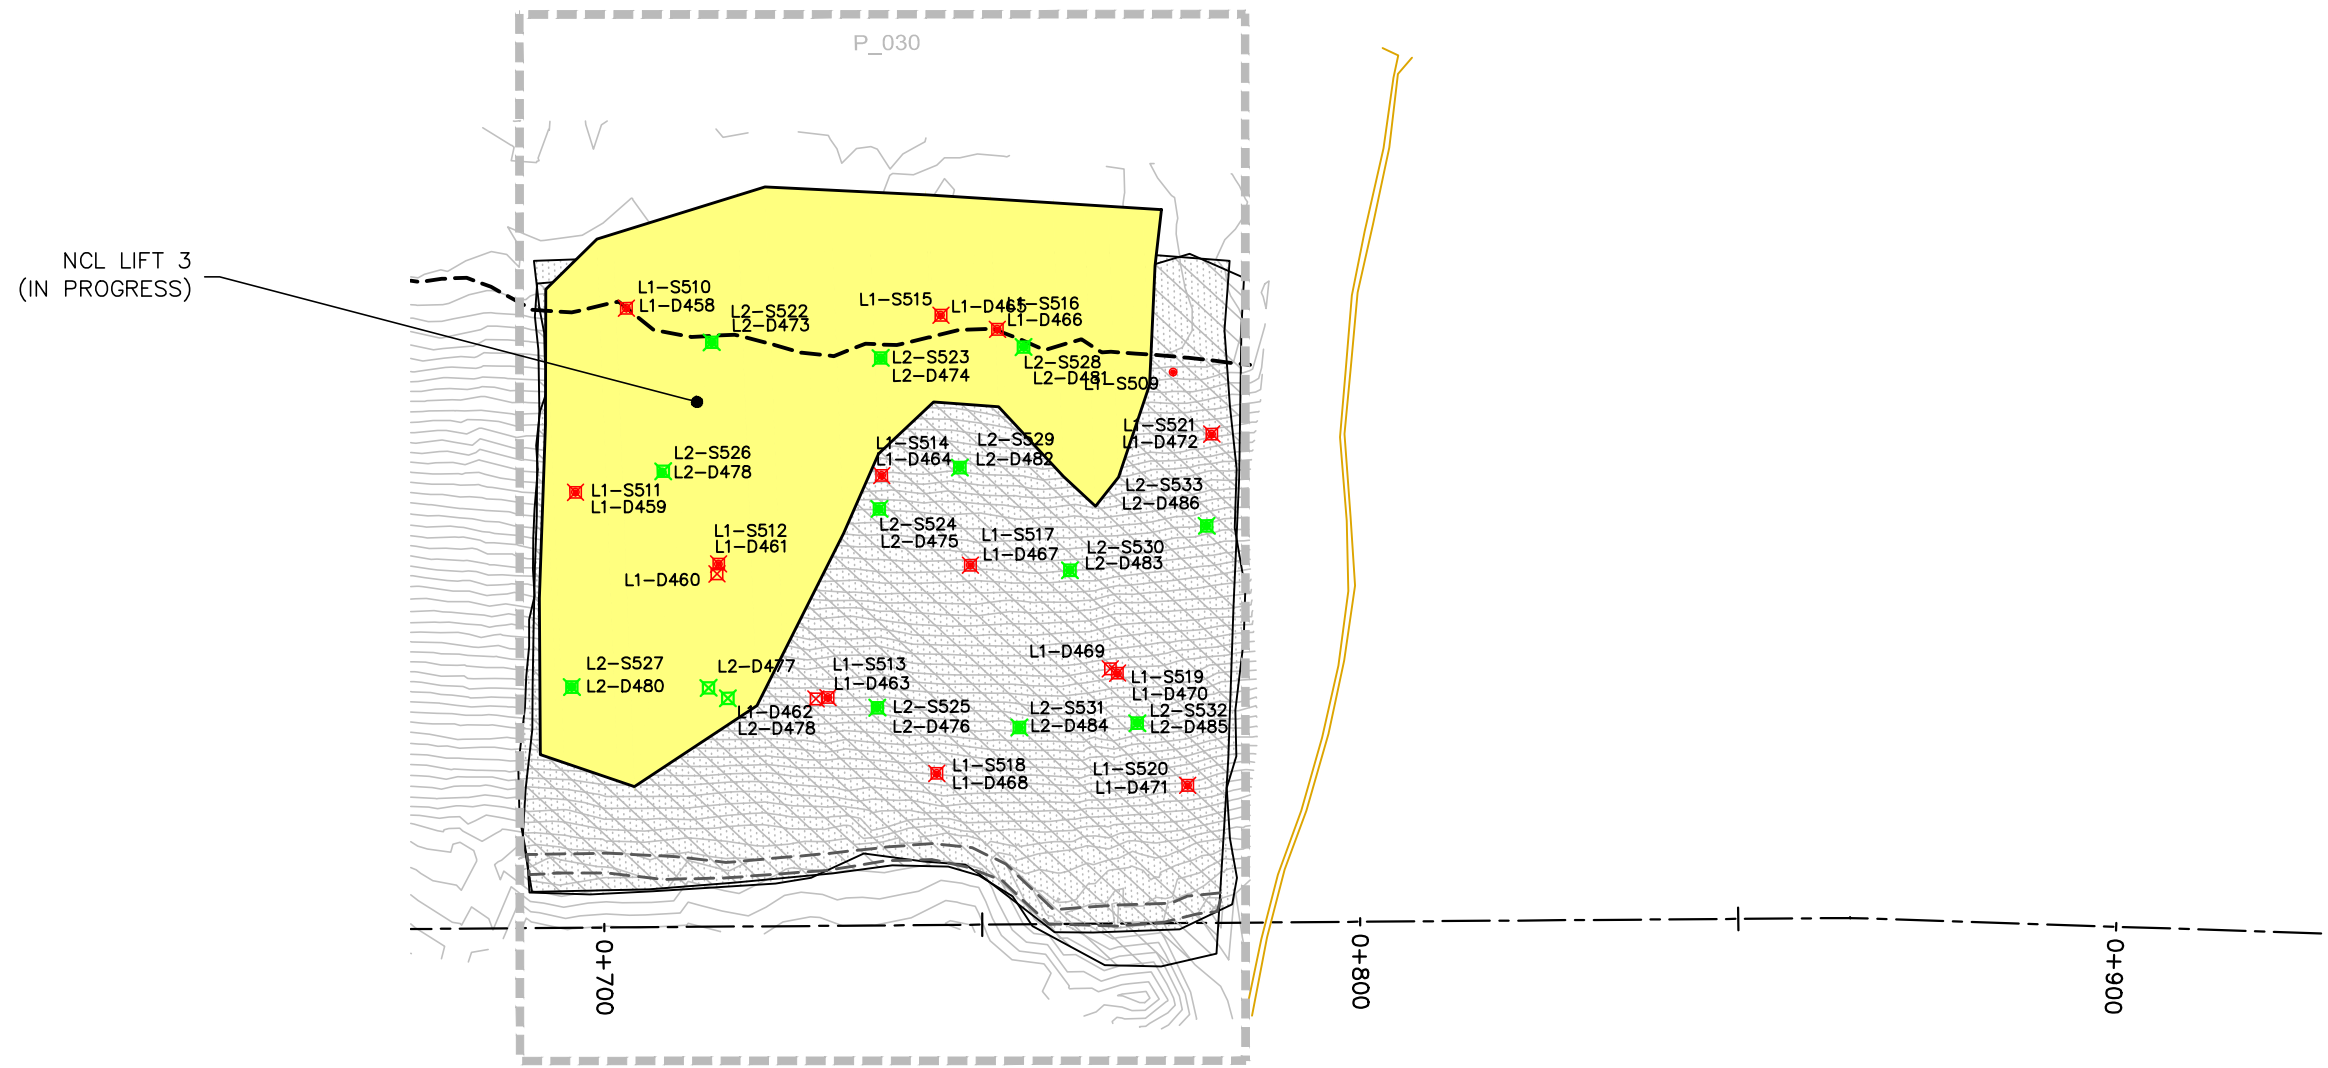 P_030
NCL LIFT 3
(IN PROGRESS)
L1-S510
L1-D458
L2-S522
L2-D473
L1-S515
L1-D465
L1-S516
L1-D466
L2-S523
L2-D474
L2-S528
L2-D481
L1-S509
L1-S521
L1-D472
L1-S514
L1-D464
L2-S529
L2-D482
L2-S526
L2-D478
L1-S511
L1-D459
L2-S533
L2-D486
L2-S524
L2-D475
L1-S512
L1-D461
L1-D460
L1-S517
L1-D467
L2-S530
L2-D483
L1-D469
L2-S527
L2-D480
L2-D477
L1-S513
L1-D463
L1-S519
L1-D470
L1-D462
L2-D478
L2-S525
L2-D476
L2-S531
L2-D484
L2-S532
L2-D485
L1-S518
L1-D468
L1-S520
L1-D471
0+700
0+800
0+900